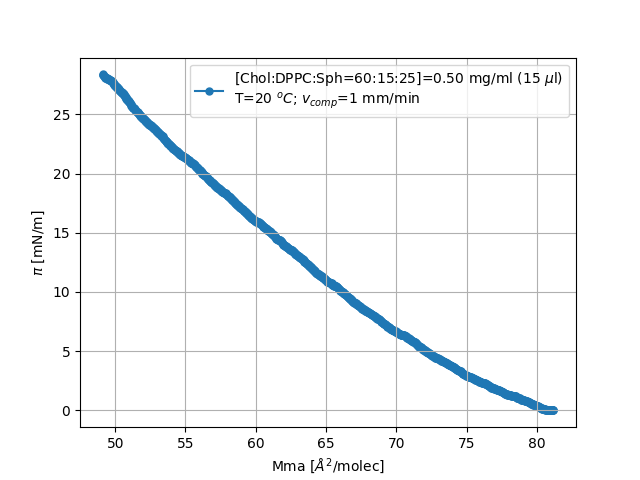 [Chol:DPPC:Sph=60:15:25]=0.50 mg/ml (15 μl)
T=20 °C; v_comp=1 mm/min
25
20
15
10
5
0
π [mN/m]
50 55 60 65 70 75 80
Mma [Å²/molec]